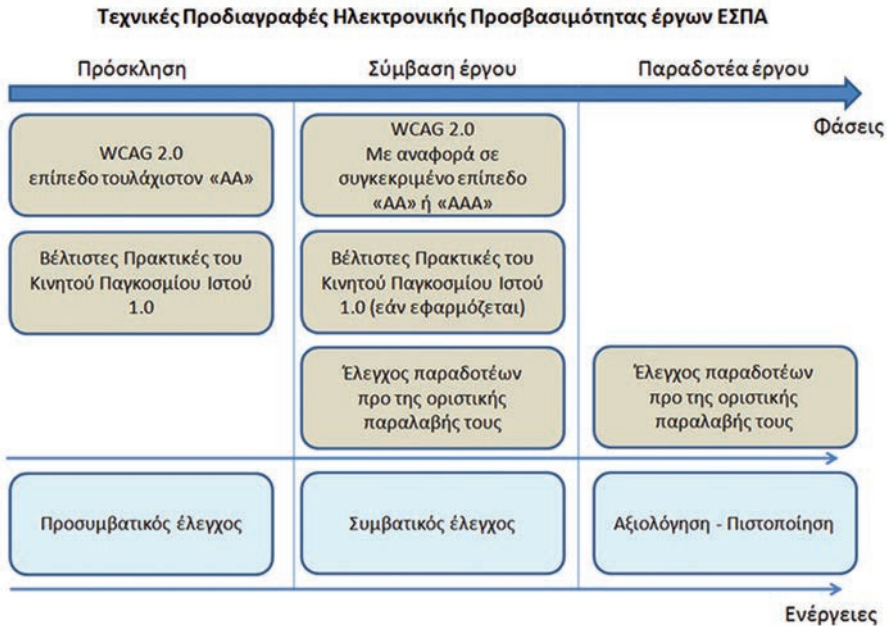 Τεχνικές Προδιαγραφές Ηλεκτρονικής Προσβασιμότητας έργων ΕΣΠΑ
Πρόσκληση
Σύμβαση έργου
Παραδοτέα έργου
Φάσεις
WCAG 2.0
επίπεδο τουλάχιστον «ΑΑ»
WCAG 2.0
Με αναφορά σε
συγκεκριμένο επίπεδο
«ΑΑ» ή «ΑΑΑ»
Βέλτιστες Πρακτικές του
Κινητού Παγκοσμίου Ιστού
1.0
Βέλτιστες Πρακτικές του
Κινητού Παγκοσμίου Ιστού
1.0 (εάν εφαρμόζεται)
Έλεγχος παραδοτέων
προ της οριστικής
παραλαβής τους
Έλεγχος παραδοτέων
προ της οριστικής
παραλαβής τους
Προσυμβατικός έλεγχος
Συμβατικός έλεγχος
Αξιολόγηση - Πιστοποίηση
Ενέργειες